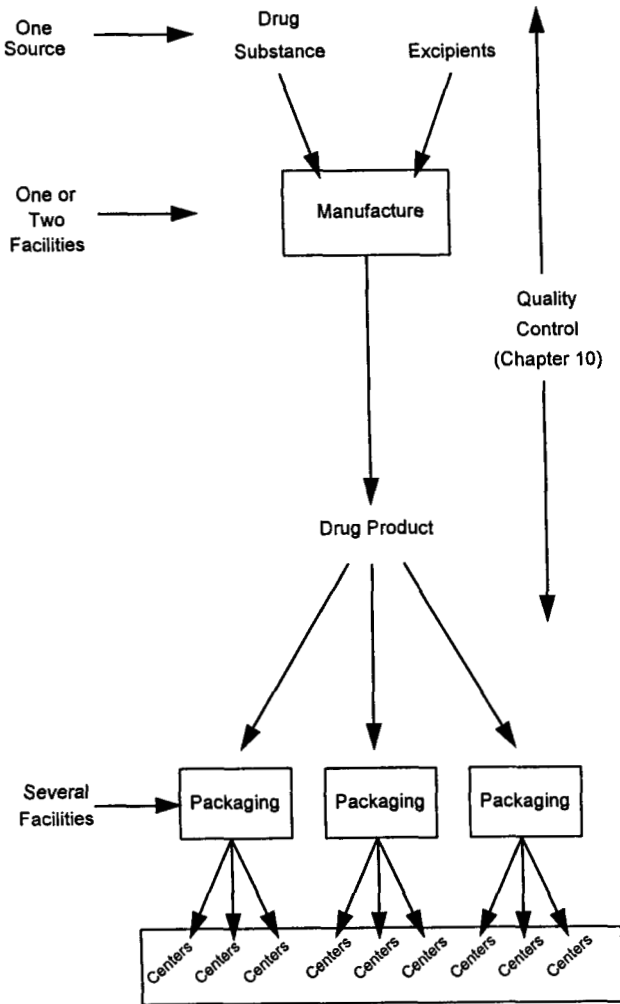 One
Source
Drug
Substance
Excipients
One or
Two
Facilities
Manufacture
Quality
Control
(Chapter 10)
Drug Product
Several
Facilities
Packaging
Packaging
Packaging
Centers
Centers
Centers
Centers
Centers
Centers
Centers
Centers
Centers